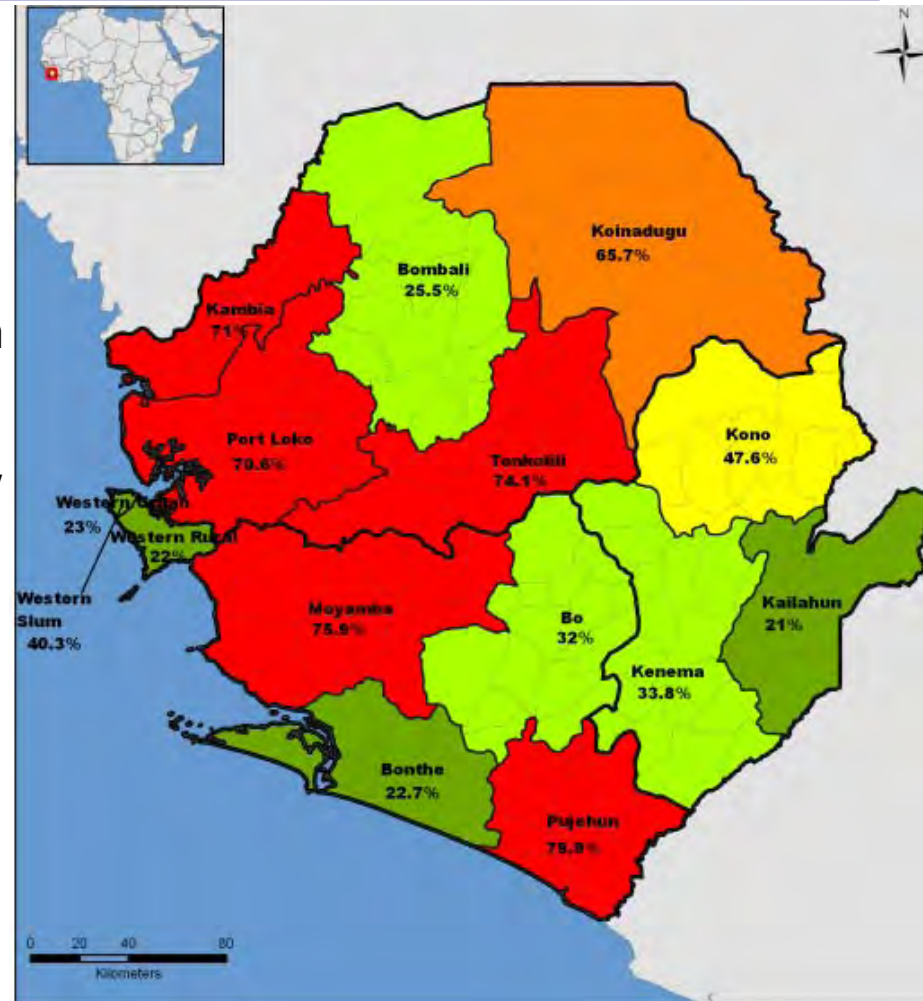 N
Koinadugu
65.7%
Bombali
25.5%
Kambia
71%
Kono
47.6%
Port Loko
70.6%
Tonkolili
74.1%
Western Urban
23%
Western Rural
22%
Western
Slum
40.3%
Moyamba
75.9%
Kailahun
21%
Bo
32%
Kenema
33.8%
Bonthe
22.7%
Pujehun
0 20 40 80
Kilometers